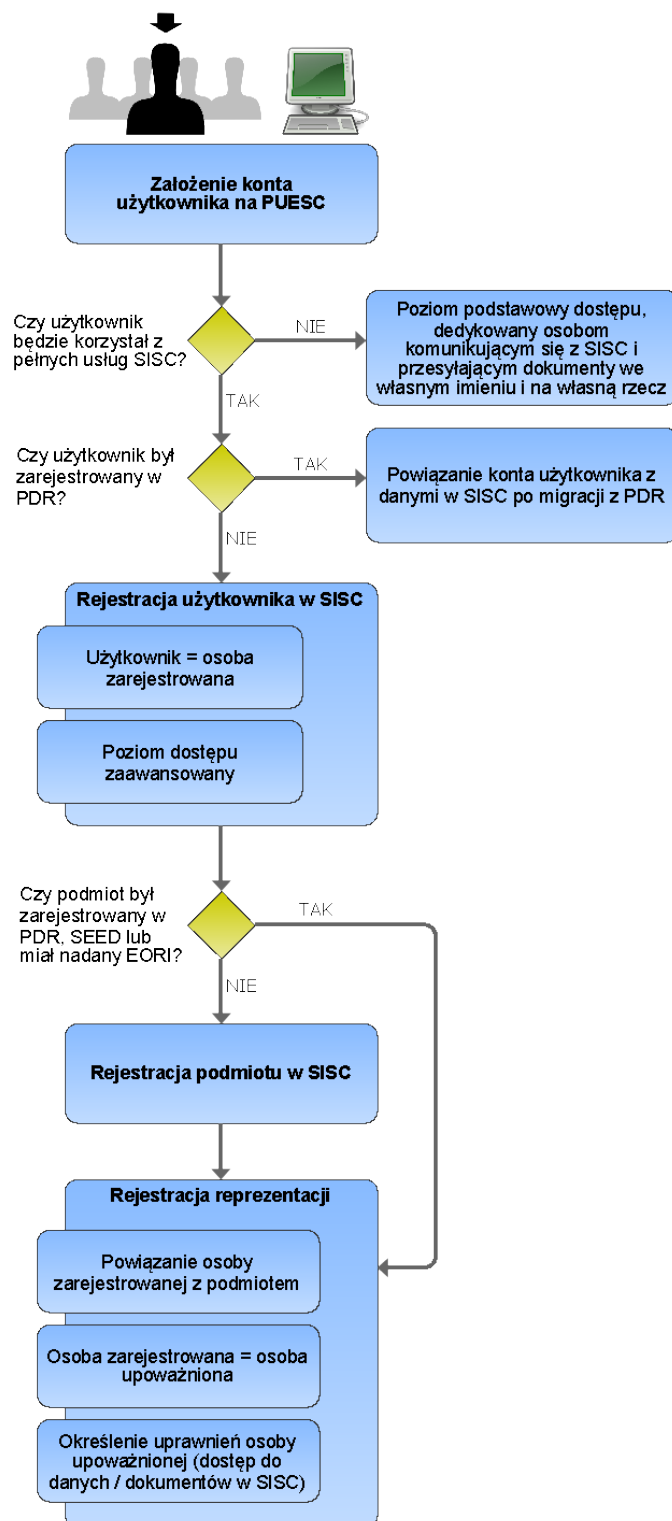 Założenie konta
użytkownika na PUESC
Czy użytkownik
będzie korzystał z
pełnych usług SISC?
NIE
Poziom podstawowy dostępu,
dedykowany osobom
komunikującym się z SISC i
przesyłającym dokumenty we
własnym imieniu i na własną rzecz
TAK
Czy użytkownik był
zarejestrowany w
PDR?
TAK
Powiązanie konta użytkownika z
danymi w SISC po migracji z PDR
NIE
Rejestracja użytkownika w SISC
Użytkownik = osoba
zarejestrowana
Poziom dostępu
zaawansowany
Czy podmiot był
zarejestrowany w
PDR, SEED lub
miał nadany EORI?
TAK
NIE
Rejestracja podmiotu w SISC
Rejestracja reprezentacji
Powiązanie osoby
zarejestrowanej z podmiotem
Osoba zarejestrowana = osoba
upoważniona
Określenie uprawnień osoby
upoważnionej (dostęp do
danych / dokumentów w SISC)